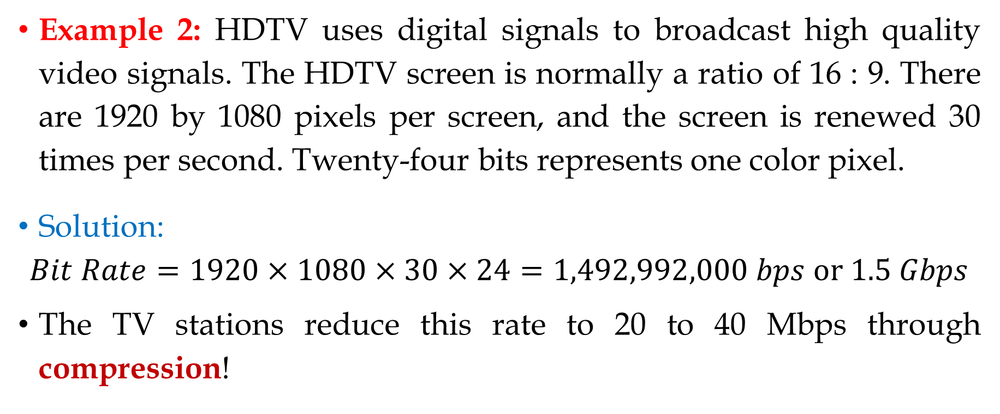 • Example 2: HDTV uses digital signals to broadcast high quality
video signals. The HDTV screen is normally a ratio of 16 : 9. There
are 1920 by 1080 pixels per screen, and the screen is renewed 30
times per second. Twenty-four bits represents one color pixel.
• Solution:
Bit Rate = 1920 × 1080 × 30 × 24 = 1,492,992,000 bps or 1.5 Gbps
• The TV stations reduce this rate to 20 to 40 Mbps through
compression!